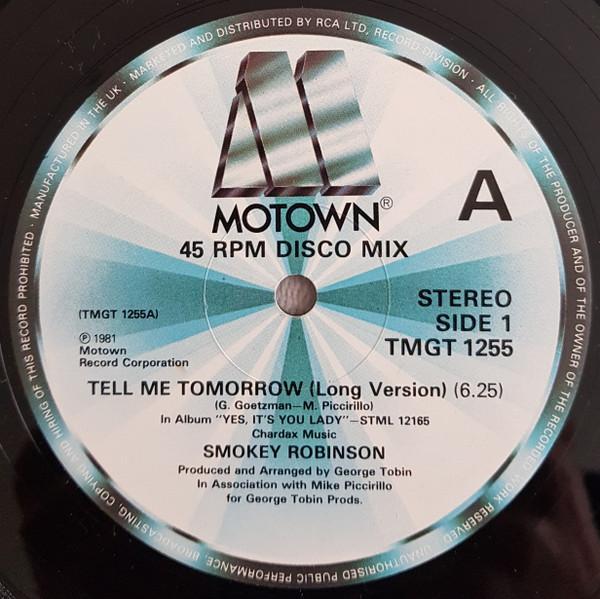 MANUFACTURED IN THE UK · MARKETED AND DISTRIBUTED BY RCA LTD, RECORD DIVISION · ALL RIGHTS OF THE PRODUCER AND OF THE OWNER OF THE RECORDED WORK RESERVED · UNAUTHORISED PUBLIC PERFORMANCE, BROADCASTING, COPYING AND HIRING OF THIS RECORD PROHIBITED ·
M
MOTOWN®
A
45 RPM DISCO MIX
STEREO
SIDE 1
TMGT 1255
(TMGT 1255A)
℗ 1981
Motown
Record Corporation
TELL ME TOMORROW (Long Version) (6.25)
(G. Goetzman—M. Piccirillo)
In Album "YES, IT'S YOU LADY"—STML 12165
Chardax Music
SMOKEY ROBINSON
Produced and Arranged by George Tobin
In Association with Mike Piccirillo
for George Tobin Prods.